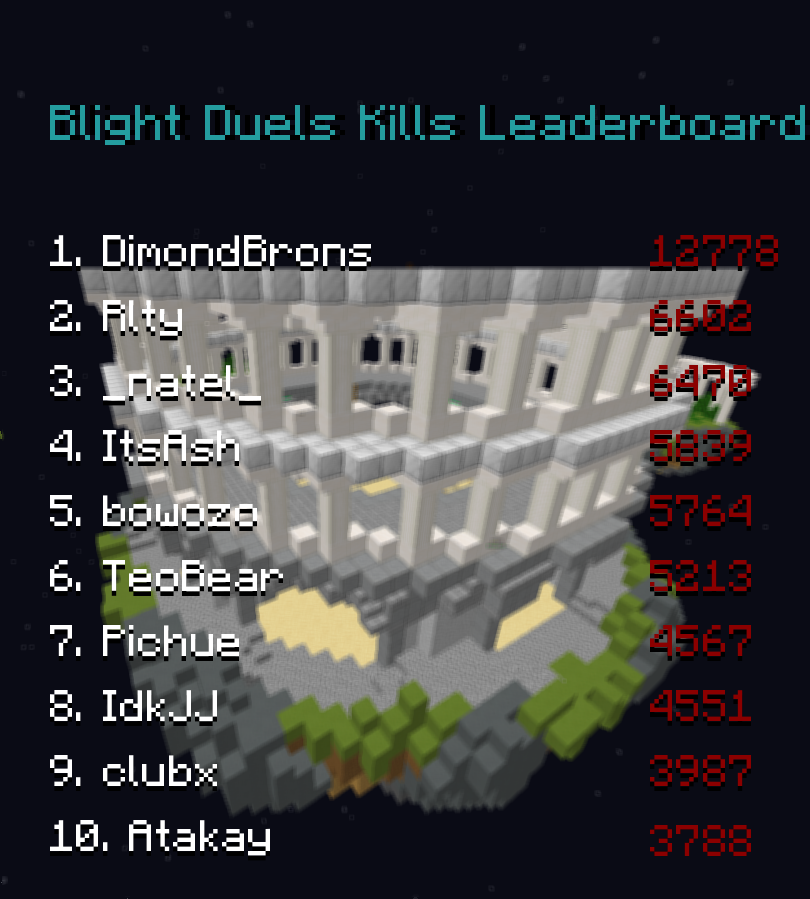 Blight Duels Kills Leaderboard
1. DimondBrons 12778
2. Alty 6602
3. _natel_ 6470
4. ItsAsh 5839
5. bowozo 5764
6. TeoBear 5213
7. Pichue 4567
8. IdkJJ 4551
9. clubx 3987
10. Atakay 3788